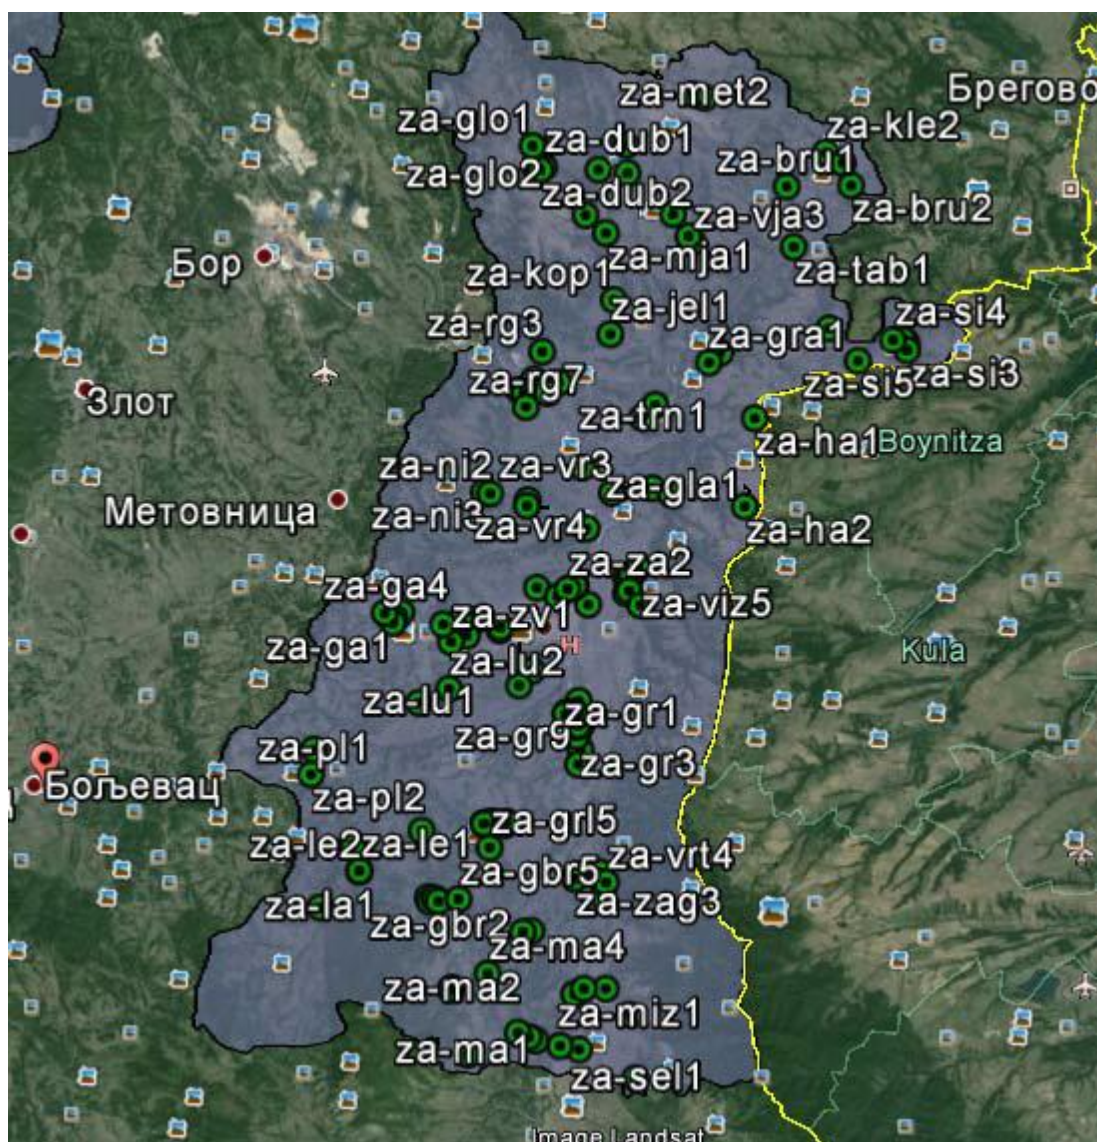 za-met2
Брегово
za-glo1
za-dub1
za-kle2
za-bru1
za-glo2
za-dub2
za-bru2
za-vja3
Бор
za-kop1
za-mja1
za-tab1
za-rg3
za-jel1
za-gra1
za-si4
za-rg7
za-si5
za-si3
Злот
za-trn1
za-ha1
Boynitza
za-ni2
za-vr3
za-gla1
Метовница
za-ni3
za-vr4
za-ha2
za-za2
za-ga4
za-zv1
za-viz5
za-ga1
H
Kula
za-lu2
za-lu1
za-gr1
za-gr9
za-pl1
za-gr3
Бољевац
za-pl2
za-grl5
za-le2
za-le1
za-vrt4
za-gbr5
za-la1
za-zag3
za-gbr2
za-ma4
za-ma2
za-miz1
za-ma1
za-sel1
Image Landsat